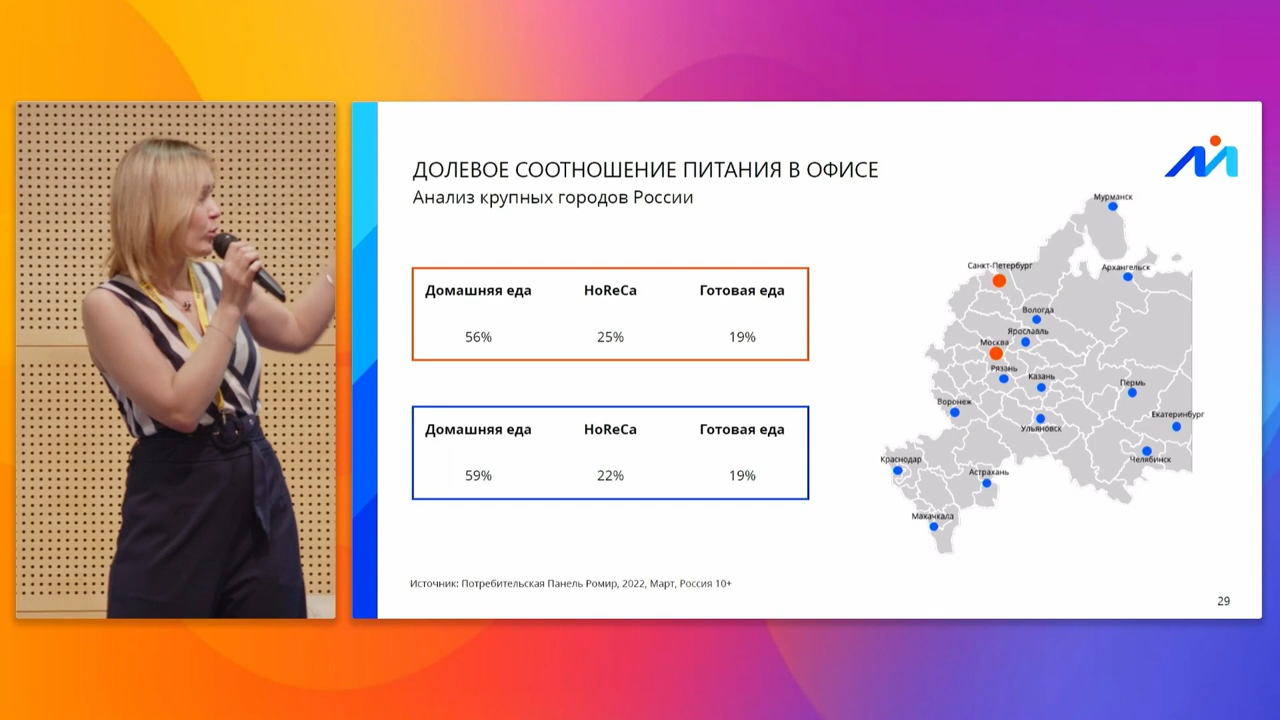 ДОЛЕВОЕ СООТНОШЕНИЕ ПИТАНИЯ В ОФИСЕ
Анализ крупных городов России
Домашняя еда HoReCa Готовая еда
56% 25% 19%
Домашняя еда HoReCa Готовая еда
59% 22% 19%
Мурманск
Санкт-Петербург
Архангельск
Вологда
Ярославль
Москва
Рязань
Казань
Пермь
Воронеж
Екатеринбург
Ульяновск
Челябинск
Краснодар
Астрахань
Махачкала
Источник: Потребительская Панель Ромир, 2022, Март, Россия 10+
29